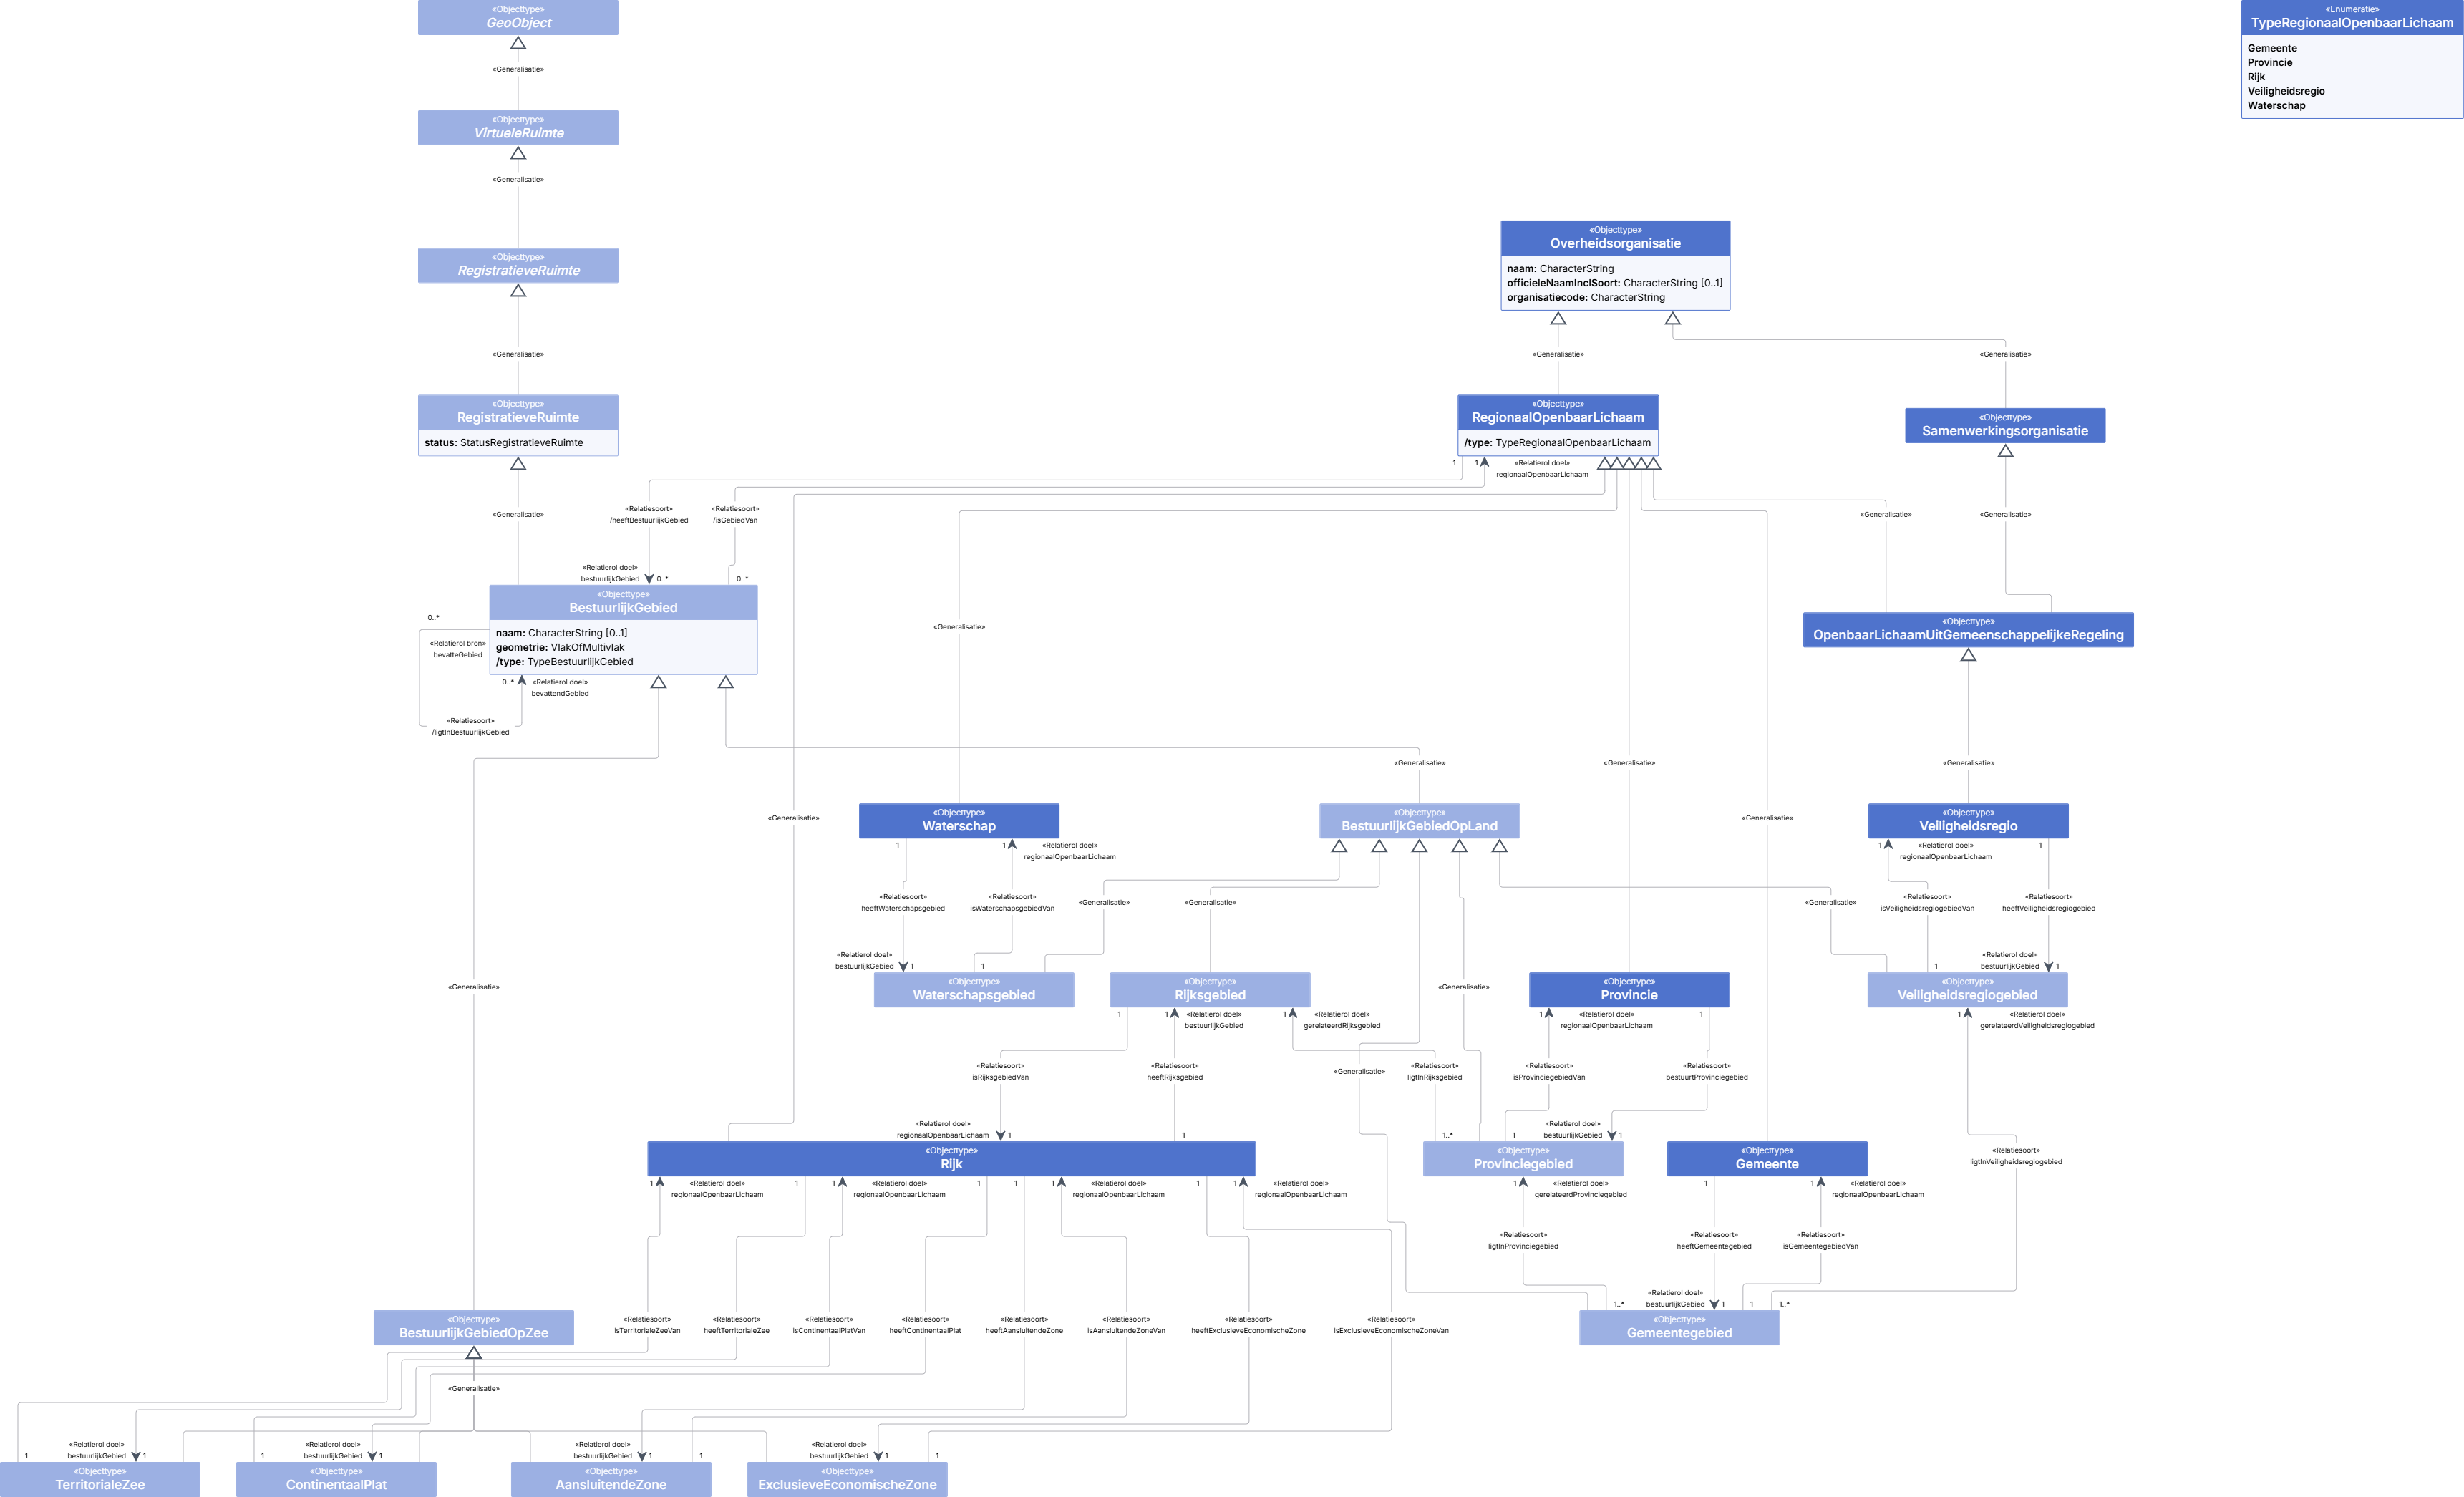 «Objecttype»
GeoObject
«Enumeratie»
TypeRegionaalOpenbaarLichaam
Gemeente
Provincie
Rijk
Veiligheidsregio
Waterschap
«Generalisatie»
«Objecttype»
VirtueleRuimte
«Generalisatie»
«Objecttype»
RegistratieveRuimte
«Objecttype»
Overheidsorganisatie
naam: CharacterString
officieleNaamInclSoort: CharacterString [0..1]
organisatiecode: CharacterString
«Generalisatie»
«Generalisatie»
«Generalisatie»
«Objecttype»
RegistratieveRuimte
status: StatusRegistratieveRuimte
«Objecttype»
RegionaalOpenbaarLichaam
/type: TypeRegionaalOpenbaarLichaam
«Objecttype»
Samenwerkingsorganisatie
1
1
«Relatierol doel»
regionaalOpenbaarLichaam
«Generalisatie»
«Relatiesoort»
/heeftBestuurlijkGebied
«Relatiesoort»
/isGebiedVan
«Generalisatie»
«Generalisatie»
«Relatierol doel»
bestuurlijkGebied
0..*
0..*
«Objecttype»
BestuurlijkGebied
naam: CharacterString [0..1]
geometrie: VlakOfMultivlak
/type: TypeBestuurlijkGebied
0..*
«Relatierol bron»
bevatteGebied
0..*
«Relatierol doel»
bevattendGebied
«Relatiesoort»
/ligtInBestuurlijkGebied
«Generalisatie»
«Objecttype»
OpenbaarLichaamUitGemeenschappelijkeRegeling
«Generalisatie»
«Generalisatie»
«Generalisatie»
«Generalisatie»
«Generalisatie»
«Objecttype»
Waterschap
«Objecttype»
BestuurlijkGebiedOpLand
«Objecttype»
Veiligheidsregio
1
1
«Relatierol doel»
regionaalOpenbaarLichaam
1
«Relatierol doel»
regionaalOpenbaarLichaam
1
«Relatiesoort»
heeftWaterschapsgebied
«Relatiesoort»
isWaterschapsgebiedVan
«Generalisatie»
«Generalisatie»
«Generalisatie»
«Relatiesoort»
isVeiligheidsregiogebiedVan
«Relatiesoort»
heeftVeiligheidsregiogebied
«Relatierol doel»
bestuurlijkGebied
1
1
1
«Relatierol doel»
bestuurlijkGebied
1
«Objecttype»
Waterschapsgebied
«Objecttype»
Rijksgebied
«Generalisatie»
«Objecttype»
Provincie
«Objecttype»
Veiligheidsregiogebied
«Generalisatie»
1
1
«Relatierol doel»
bestuurlijkGebied
1
«Relatierol doel»
gerelateerdRijksgebied
1
«Relatierol doel»
regionaalOpenbaarLichaam
1
1
«Relatierol doel»
gerelateerdVeiligheidsregiogebied
«Relatiesoort»
isRijksgebiedVan
«Relatiesoort»
heeftRijksgebied
«Generalisatie»
«Relatiesoort»
ligtInRijksgebied
«Relatiesoort»
isProvinciegebiedVan
«Relatiesoort»
bestuurtProvinciegebied
«Relatierol doel»
regionaalOpenbaarLichaam
1
1
1..*
1
«Relatierol doel»
bestuurlijkGebied
1
«Objecttype»
Rijk
«Objecttype»
Provinciegebied
«Objecttype»
Gemeente
«Relatiesoort»
ligtInVeiligheidsregiogebied
1
«Relatierol doel»
regionaalOpenbaarLichaam
1
1
«Relatierol doel»
regionaalOpenbaarLichaam
1
1
1
«Relatierol doel»
regionaalOpenbaarLichaam
1
1
«Relatierol doel»
regionaalOpenbaarLichaam
1
«Relatierol doel»
gerelateerdProvinciegebied
1
1
«Relatierol doel»
regionaalOpenbaarLichaam
«Relatiesoort»
ligtInProvinciegebied
«Relatiesoort»
heeftGemeentegebied
«Relatiesoort»
isGemeentegebiedVan
1..*
«Relatierol doel»
bestuurlijkGebied
1
1
1..*
«Objecttype»
BestuurlijkGebiedOpZee
«Relatiesoort»
isTerritorialeZeeVan
«Relatiesoort»
heeftTerritorialeZee
«Relatiesoort»
isContinentaalPlatVan
«Relatiesoort»
heeftContinentaalPlat
«Relatiesoort»
heeftAansluitendeZone
«Relatiesoort»
isAansluitendeZoneVan
«Relatiesoort»
heeftExclusieveEconomischeZone
«Relatiesoort»
isExclusieveEconomischeZoneVan
«Objecttype»
Gemeentegebied
«Generalisatie»
1
«Relatierol doel»
bestuurlijkGebied
1
1
«Relatierol doel»
bestuurlijkGebied
1
«Relatierol doel»
bestuurlijkGebied
1
1
«Relatierol doel»
bestuurlijkGebied
1
1
«Objecttype»
TerritorialeZee
«Objecttype»
ContinentaalPlat
«Objecttype»
AansluitendeZone
«Objecttype»
ExclusieveEconomischeZone